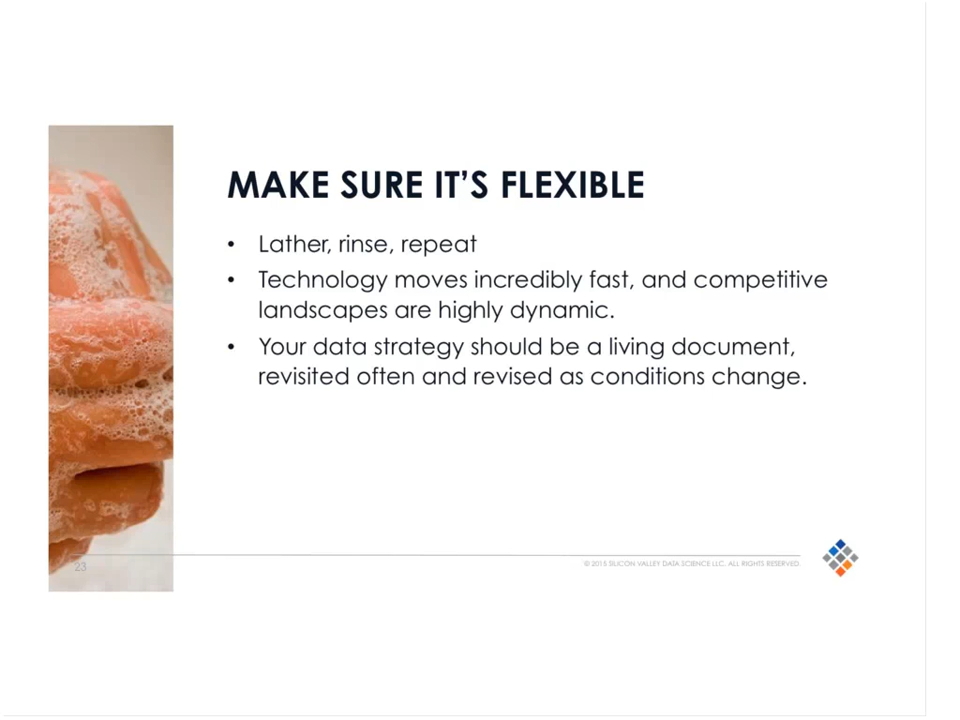 MAKE SURE IT’S FLEXIBLE
• Lather, rinse, repeat
• Technology moves incredibly fast, and competitive
landscapes are highly dynamic.
• Your data strategy should be a living document,
revisited often and revised as conditions change.
23
© 2015 SILICON VALLEY DATA SCIENCE LLC. ALL RIGHTS RESERVED.